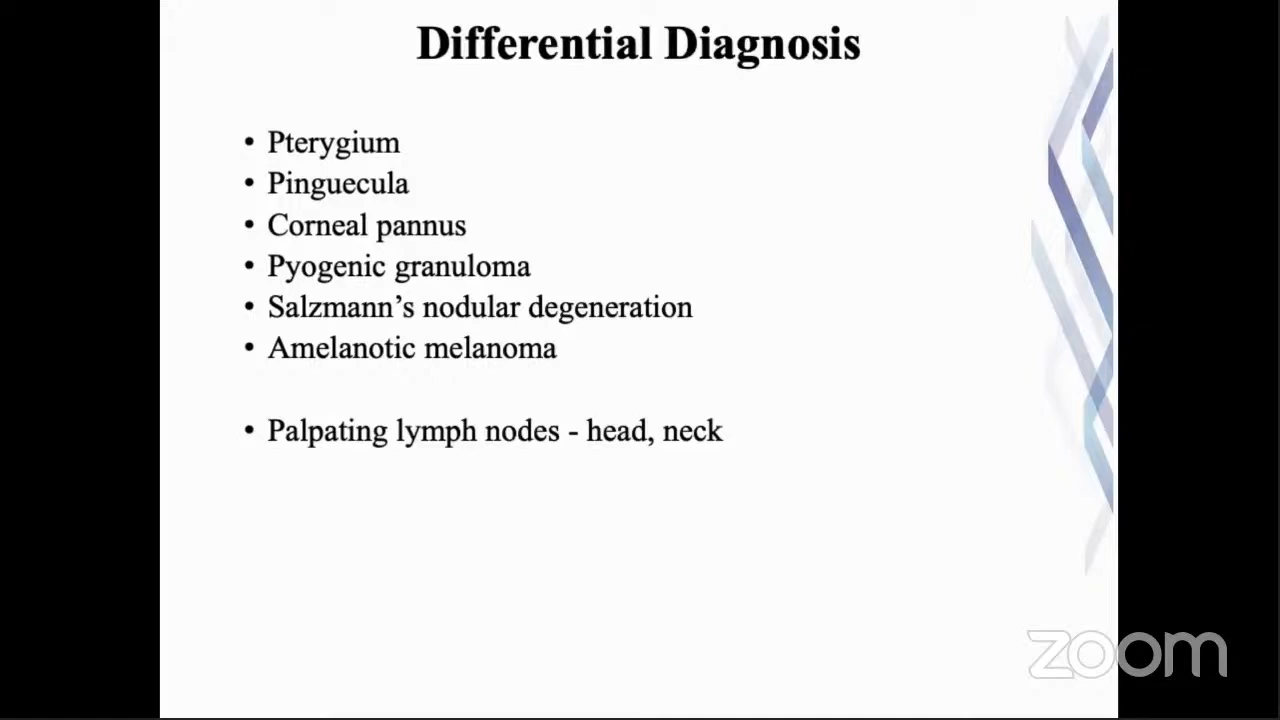 Differential Diagnosis
• Pterygium
• Pinguecula
• Corneal pannus
• Pyogenic granuloma
• Salzmann’s nodular degeneration
• Amelanotic melanoma
• Palpating lymph nodes - head, neck
zoom